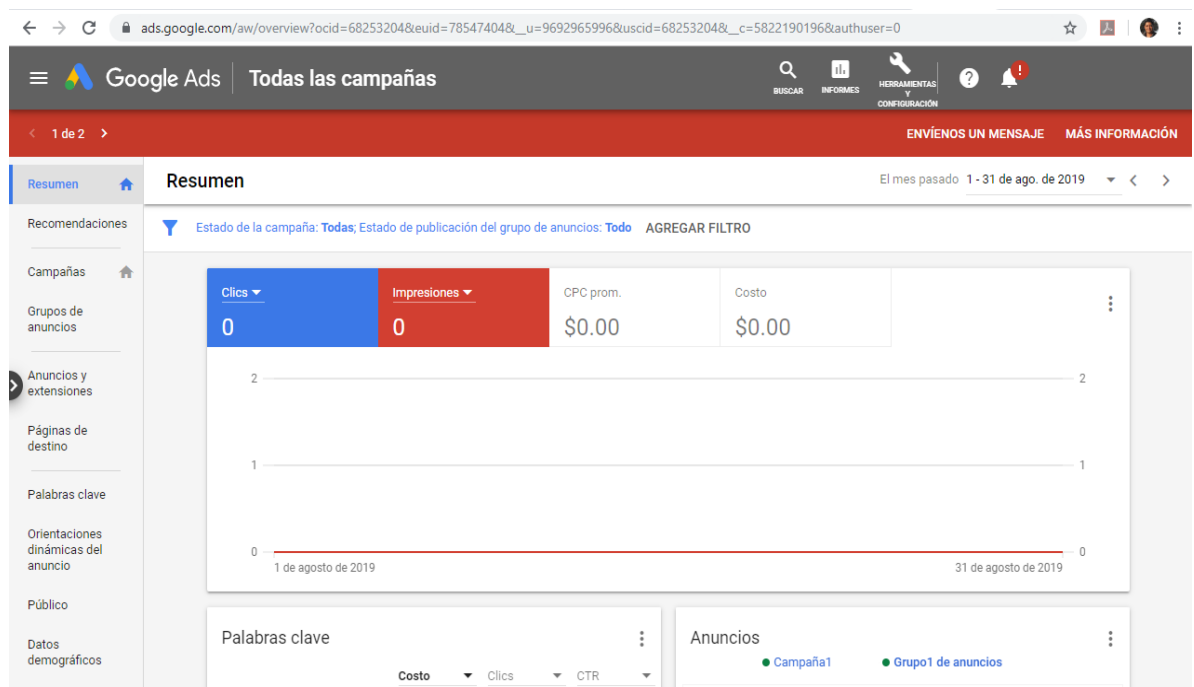 ads.google.com/aw/overview?ocid=68253204&euid=78547404&__u=9692965996&uscid=68253204&__c=5822190196&authuser=0
Google Ads Todas las campañas
BUSCAR
INFORMES
HERRAMIENTAS
Y
CONFIGURACIÓN
1 de 2
ENVÍENOS UN MENSAJE MÁS INFORMACIÓN
Resumen
Recomendaciones
Campañas
Grupos de
anuncios
Anuncios y
extensiones
Páginas de
destino
Palabras clave
Orientaciones
dinámicas del
anuncio
Público
Datos
demográficos
Resumen
El mes pasado 1 - 31 de ago. de 2019
Estado de la campaña: Todas; Estado de publicación del grupo de anuncios: Todo AGREGAR FILTRO
Clics Impresiones CPC prom. Costo
0 0 $0.00 $0.00
2 2
1 1
0 0
1 de agosto de 2019 31 de agosto de 2019
Palabras clave
Costo Clics CTR
Anuncios
Campaña1 Grupo1 de anuncios